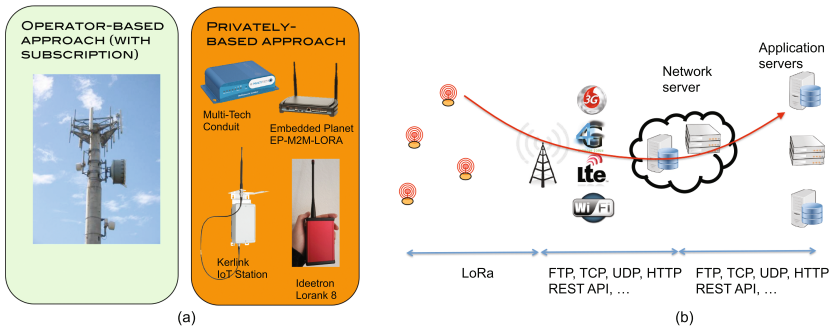 OPERATOR-BASED
APPROACH (WITH
SUBSCRIPTION)
PRIVATELY-
BASED APPROACH
Multi-Tech
Conduit
Embedded Planet
EP-M2M-LORA
Kerlink
IoT Station
Ideetron
Lorank 8
(a)
Application
servers
Network
server
3G
4G
Lte
Wi Fi
LoRa
FTP, TCP, UDP, HTTP
REST API, …
FTP, TCP, UDP, HTTP
REST API, …
(b)